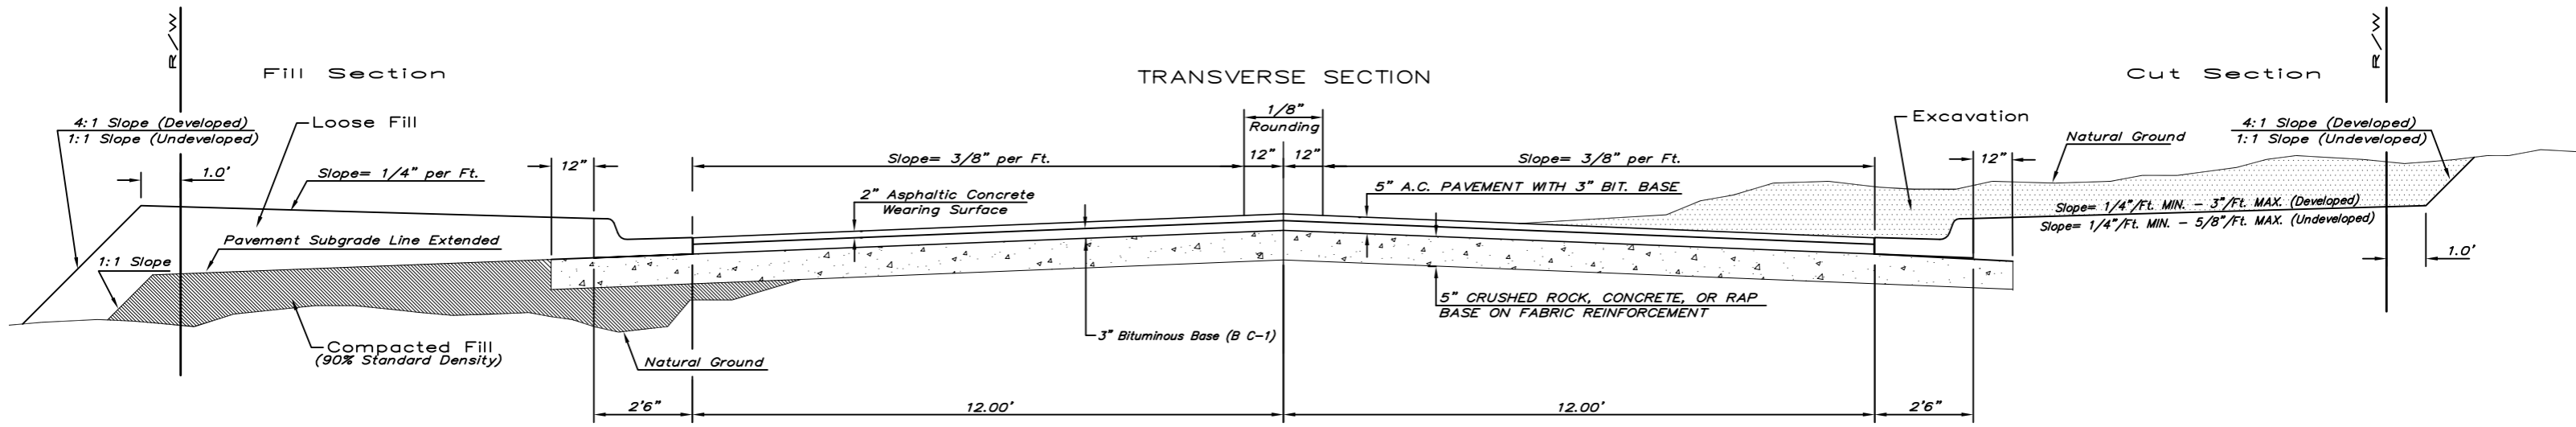 R/W
Fill Section
TRANSVERSE SECTION
Cut Section
R/W
4:1 Slope (Developed)
1:1 Slope (Undeveloped)
Loose Fill
1/8"
Rounding
Excavation
Natural Ground
4:1 Slope (Developed)
1:1 Slope (Undeveloped)
12"
Slope= 3/8" per Ft.
12"
12"
Slope= 3/8" per Ft.
12"
1.0'
Slope= 1/4" per Ft.
2" Asphaltic Concrete
Wearing Surface
5" A.C. PAVEMENT WITH 3" BIT. BASE
Slope= 1/4"/Ft. MIN. - 3"/Ft. MAX. (Developed)
Slope= 1/4"/Ft. MIN. - 5/8"/Ft. MAX. (Undeveloped)
Pavement Subgrade Line Extended
1:1 Slope
1.0'
5" CRUSHED ROCK, CONCRETE, OR RAP
BASE ON FABRIC REINFORCEMENT
3" Bituminous Base (B C-1)
Compacted Fill
(90% Standard Density)
Natural Ground
2'6"
12.00'
12.00'
2'6"